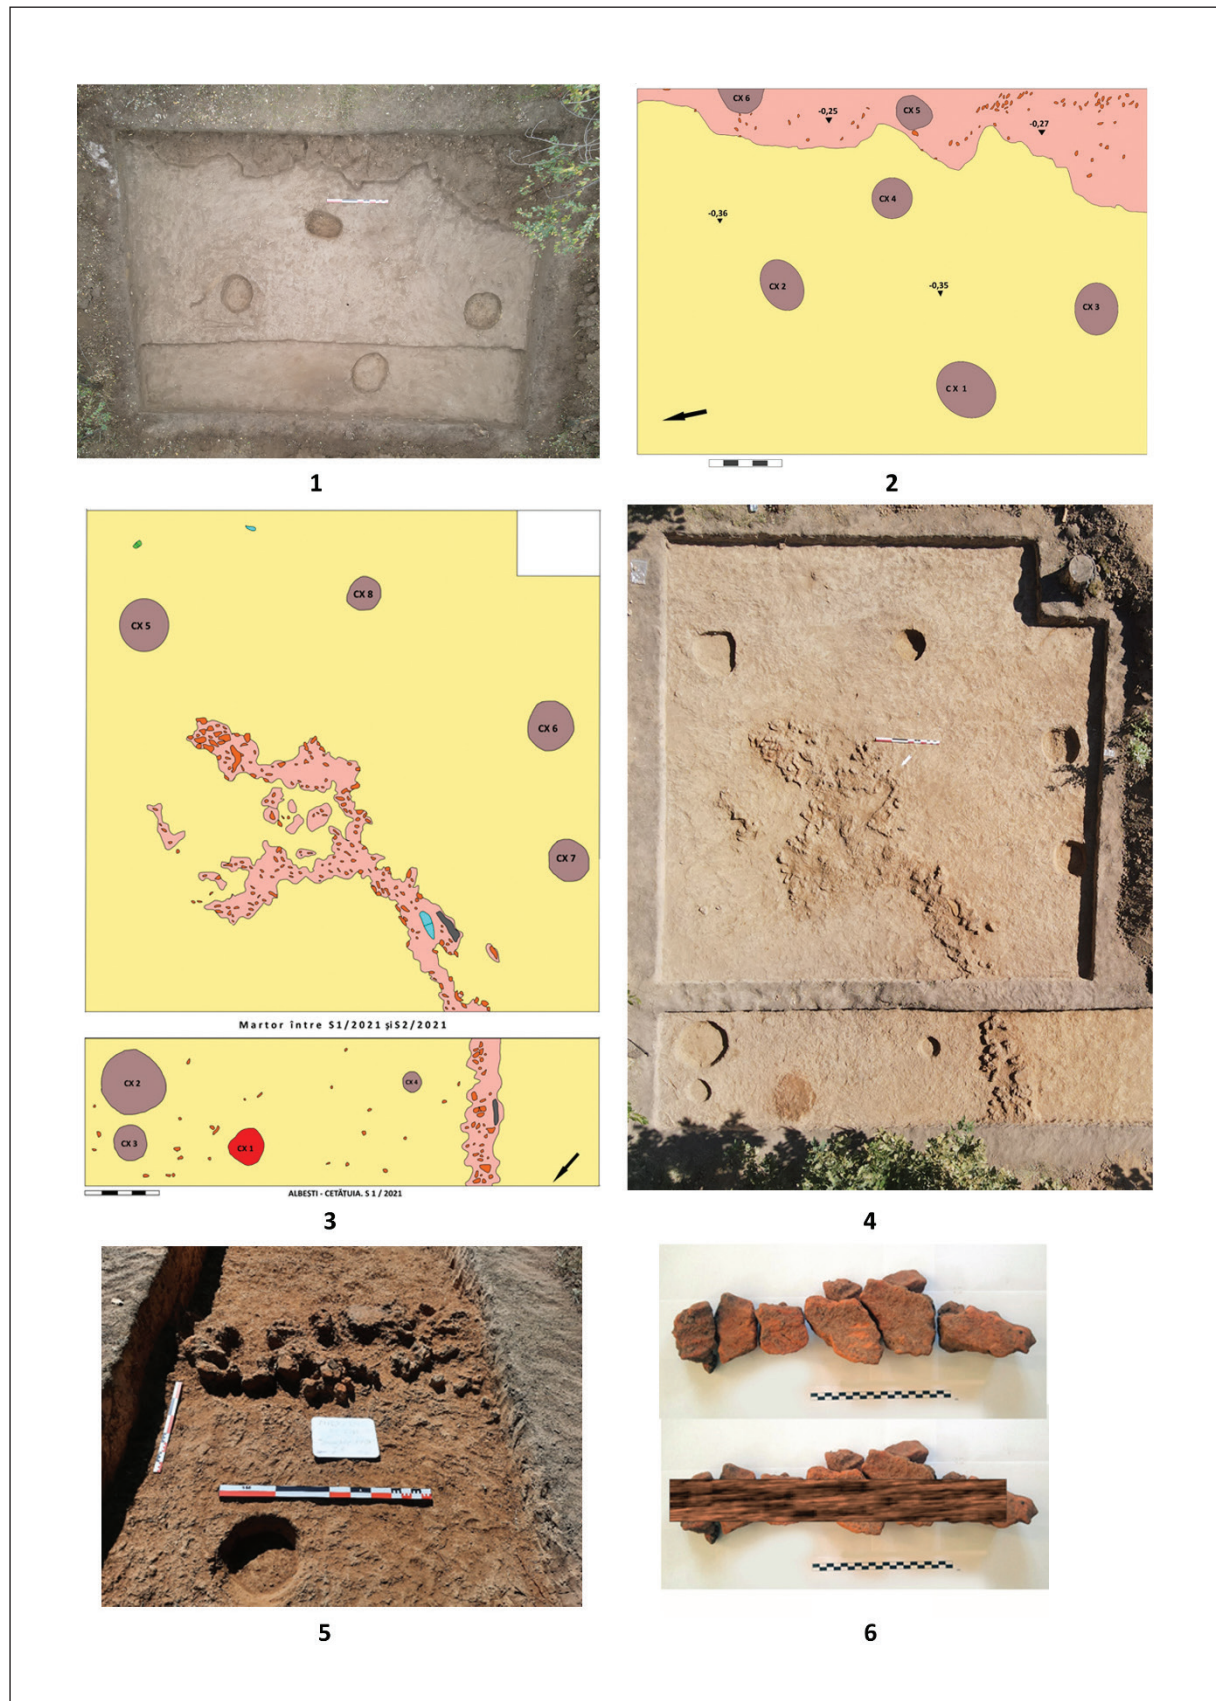 CX 6
CX 5
-0,25
-0,27
CX 4
-0,36
CX 2
-0,35
CX 3
C X 1
1
2
CX 8
CX 5
CX 6
CX 7
Martor între S1/2021 și S2/2021
CX 2
CX 4
CX 3
CX 1
ALBEȘTI - CETĂȚUIA. S 1 / 2021
3
4
5
6